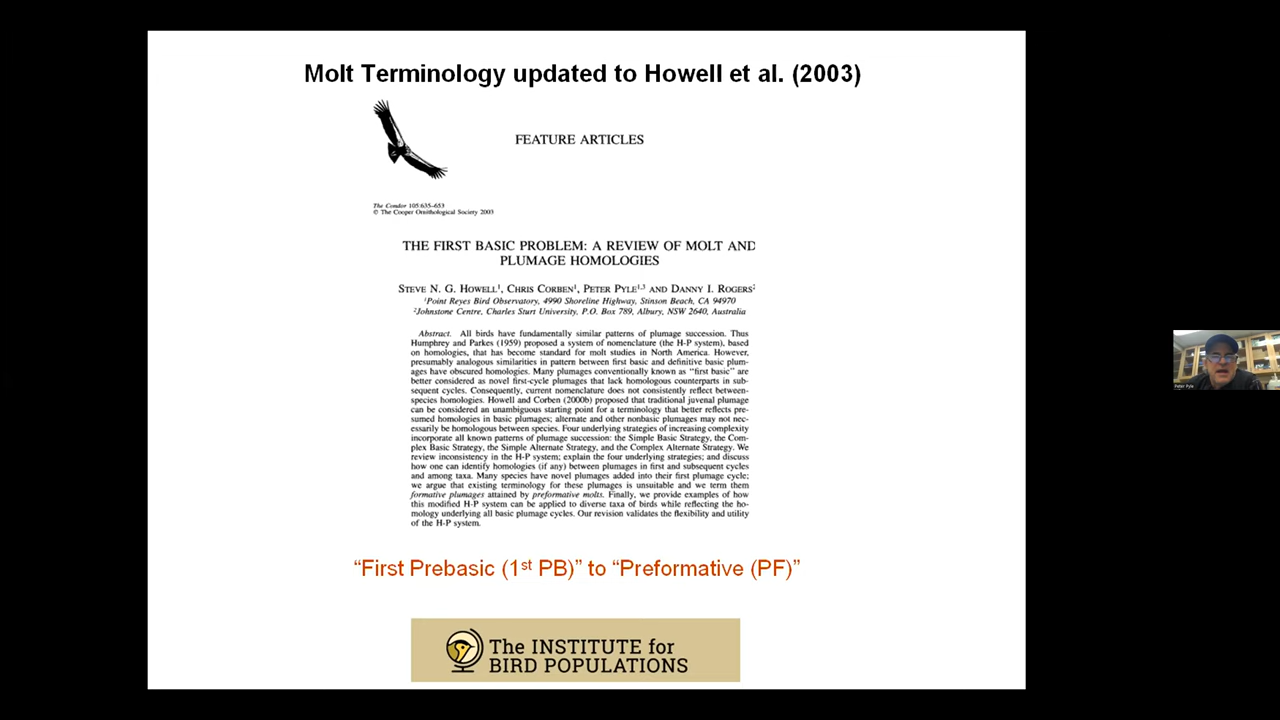 Molt Terminology updated to Howell et al. (2003)
FEATURE ARTICLES
The Condor 105:635–653
© The Cooper Ornithological Society 2003
THE FIRST BASIC PROBLEM: A REVIEW OF MOLT AND
PLUMAGE HOMOLOGIES
STEVE N. G. HOWELL¹, CHRIS CORBEN¹, PETER PYLE¹,³ AND DANNY I. ROGERS²
¹Point Reyes Bird Observatory, 4990 Shoreline Highway, Stinson Beach, CA 94970
²Johnstone Centre, Charles Sturt University, P.O. Box 789, Albury, NSW 2640, Australia
Abstract. All birds have fundamentally similar patterns of plumage succession. Thus
Humphrey and Parkes (1959) proposed a system of nomenclature (the H-P system), based
on homologies, that has become standard for molt studies in North America. However,
presumably analogous similarities in pattern between first basic and definitive basic plum-
ages have obscured homologies. Many plumages conventionally known as “first basic” are
better considered as novel first-cycle plumages that lack homologous counterparts in sub-
sequent cycles. Consequently, current nomenclature does not consistently reflect between-
species homologies. Howell and Corben (2000b) proposed that traditional juvenal plumage
can be considered an unambiguous starting point for a terminology that better reflects pre-
sumed homologies in basic plumages; alternate and other nonbasic plumages may not nec-
essarily be homologous between species. Four underlying strategies of increasing complexity
incorporate all known patterns of plumage succession: the Simple Basic Strategy, the Com-
plex Basic Strategy, the Simple Alternate Strategy, and the Complex Alternate Strategy. We
review inconsistency in the H-P system; explain the four underlying strategies; and discuss
how one can identify homologies (if any) between plumages in first and subsequent cycles
and among taxa. Many species have novel plumages added into their first plumage cycle;
we argue that existing terminology for these plumages is unsuitable and we term them
formative plumages attained by preformative molts. Finally, we provide examples of how
this modified H-P system can be applied to diverse taxa of birds while reflecting the ho-
mology underlying all basic plumage cycles. Our revision validates the flexibility and utility
of the H-P system.
“First Prebasic (1st PB)” to “Preformative (PF)”
The INSTITUTE for
BIRD POPULATIONS
Peter Pyle